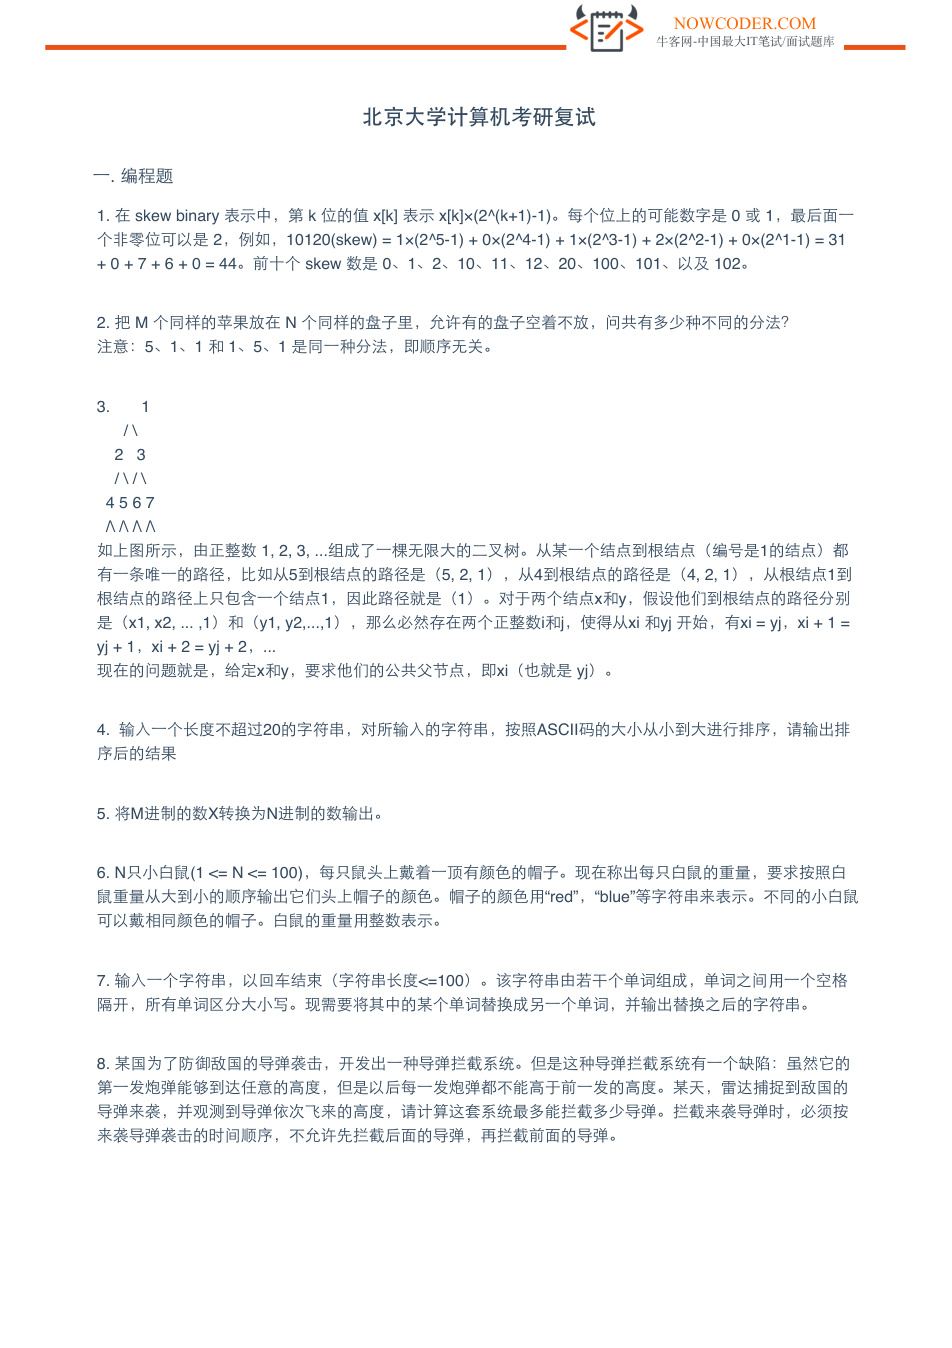 NOWCODER.COM
牛客网-中国最大IT笔试/面试题库
北京大学计算机考研复试
一. 编程题
1. 在 skew binary 表示中，第 k 位的值 x[k] 表示 x[k]×(2^(k+1)-1)。每个位上的可能数字是 0 或 1，最后面一
个非零位可以是 2，例如，10120(skew) = 1×(2^5-1) + 0×(2^4-1) + 1×(2^3-1) + 2×(2^2-1) + 0×(2^1-1) = 31
+ 0 + 7 + 6 + 0 = 44。前十个 skew 数是 0、1、2、10、11、12、20、100、101、以及 102。
2. 把 M 个同样的苹果放在 N 个同样的盘子里，允许有的盘子空着不放，问共有多少种不同的分法？
注意：5、1、1 和 1、5、1 是同一种分法，即顺序无关。
3. 1
/ \
2 3
/ \ / \
4 5 6 7
/\ /\ /\ /\
如上图所示，由正整数 1, 2, 3, ...组成了一棵无限大的二叉树。从某一个结点到根结点（编号是1的结点）都
有一条唯一的路径，比如从5到根结点的路径是（5, 2, 1），从4到根结点的路径是（4, 2, 1），从根结点1到
根结点的路径上只包含一个结点1，因此路径就是（1）。对于两个结点x和y，假设他们到根结点的路径分别
是（x1, x2, ... ,1）和（y1, y2,...,1），那么必然存在两个正整数i和j，使得从xi 和yj 开始，有xi = yj，xi + 1 =
yj + 1，xi + 2 = yj + 2，...
现在的问题就是，给定x和y，要求他们的公共父节点，即xi（也就是 yj）。
4. 输入一个长度不超过20的字符串，对所输入的字符串，按照ASCII码的大小从小到大进行排序，请输出排
序后的结果
5. 将M进制的数X转换为N进制的数输出。
6. N只小白鼠(1 <= N <= 100)，每只鼠头上戴着一顶有颜色的帽子。现在称出每只白鼠的重量，要求按照白
鼠重量从大到小的顺序输出它们头上帽子的颜色。帽子的颜色用“red”，“blue”等字符串来表示。不同的小白鼠
可以戴相同颜色的帽子。白鼠的重量用整数表示。
7. 输入一个字符串，以回车结束（字符串长度<=100）。该字符串由若干个单词组成，单词之间用一个空格
隔开，所有单词区分大小写。现需要将其中的某个单词替换成另一个单词，并输出替换之后的字符串。
8. 某国为了防御敌国的导弹袭击，开发出一种导弹拦截系统。但是这种导弹拦截系统有一个缺陷：虽然它的
第一发炮弹能够到达任意的高度，但是以后每一发炮弹都不能高于前一发的高度。某天，雷达捕捉到敌国的
导弹来袭，并观测到导弹依次飞来的高度，请计算这套系统最多能拦截多少导弹。拦截来袭导弹时，必须按
来袭导弹袭击的时间顺序，不允许先拦截后面的导弹，再拦截前面的导弹。